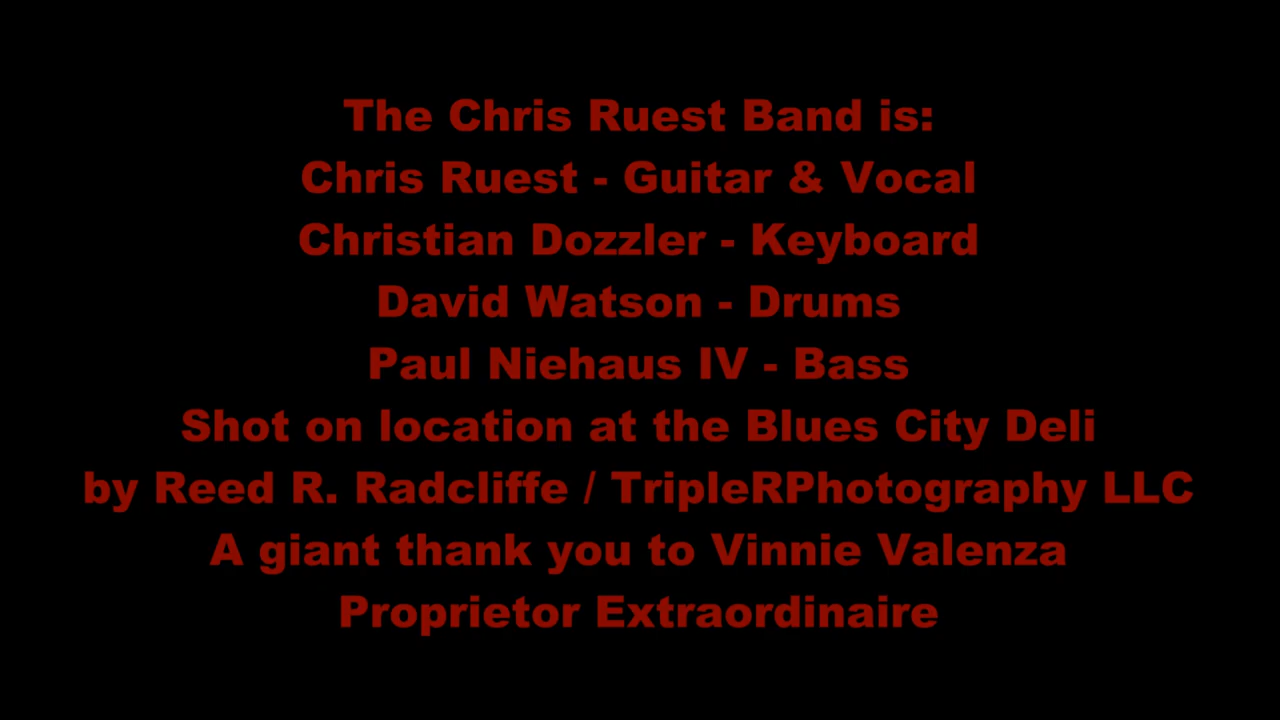 The Chris Ruest Band is:
Chris Ruest - Guitar & Vocal
Christian Dozzler - Keyboard
David Watson - Drums
Paul Niehaus IV - Bass
Shot on location at the Blues City Deli
by Reed R. Radcliffe / TripleRPhotography LLC
A giant thank you to Vinnie Valenza
Proprietor Extraordinaire